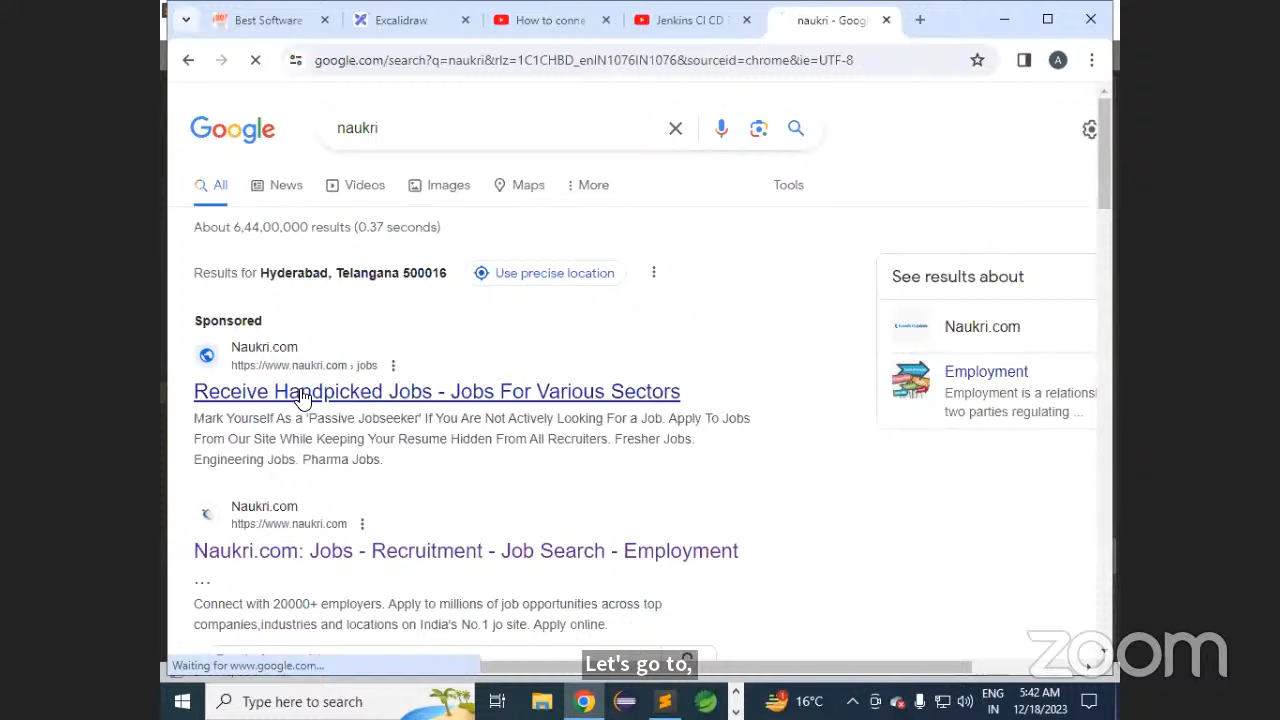 Best Software
Excalidraw
How to conne
Jenkins CI CD
naukri - Googl
google.com/search?q=naukri&rlz=1C1CHBD_enIN1076IN1076&sourceid=chrome&ie=UTF-8
A
Google
naukri
All
News
Videos
Images
Maps
More
Tools
About 6,44,00,000 results (0.37 seconds)
Results for Hyderabad, Telangana 500016
Use precise location
See results about
Naukri.com
Employment
Employment is a relations
two parties regulating ...
Sponsored
Naukri.com
https://www.naukri.com › jobs
Receive Handpicked Jobs - Jobs For Various Sectors
Mark Yourself As a 'Passive Jobseeker' If You Are Not Actively Looking For a Job. Apply To Jobs
From Our Site While Keeping Your Resume Hidden From All Recruiters. Fresher Jobs.
Engineering Jobs. Pharma Jobs.
Naukri.com
https://www.naukri.com
Naukri.com: Jobs - Recruitment - Job Search - Employment
...
Connect with 20000+ employers. Apply to millions of job opportunities across top
companies,industries and locations on India's No.1 jo site. Apply online.
Waiting for www.google.com...
Let's go to,
zoom
Type here to search
16°C
ENG
IN
5:42 AM
12/18/2023